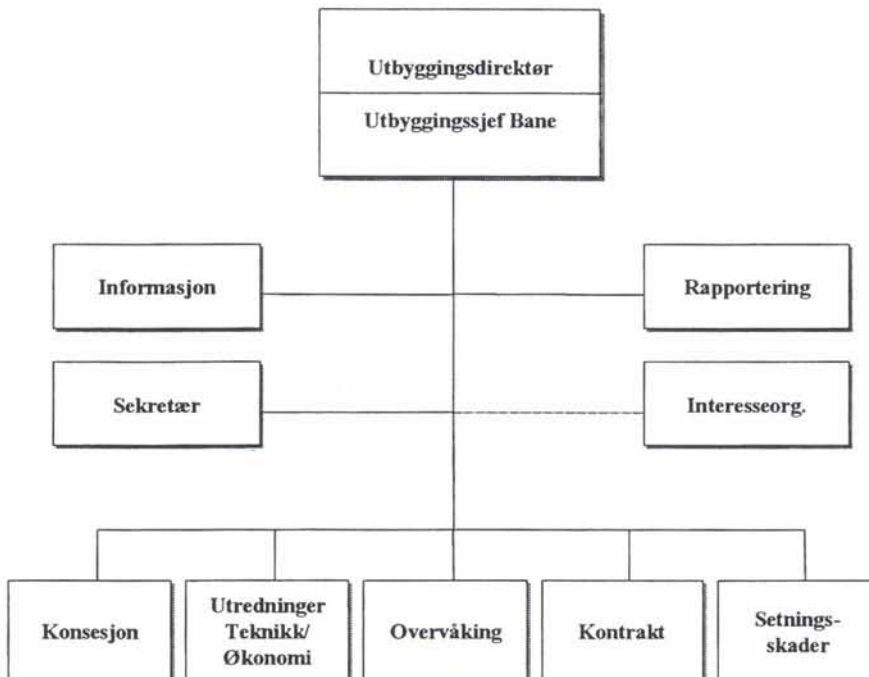 Utbyggingsdirektør
Utbyggingssjef Bane
Informasjon
Rapportering
Sekretær
Interesseorg.
Konsesjon
Utredninger
Teknikk/
Økonomi
Overvåking
Kontrakt
Setnings-
skader